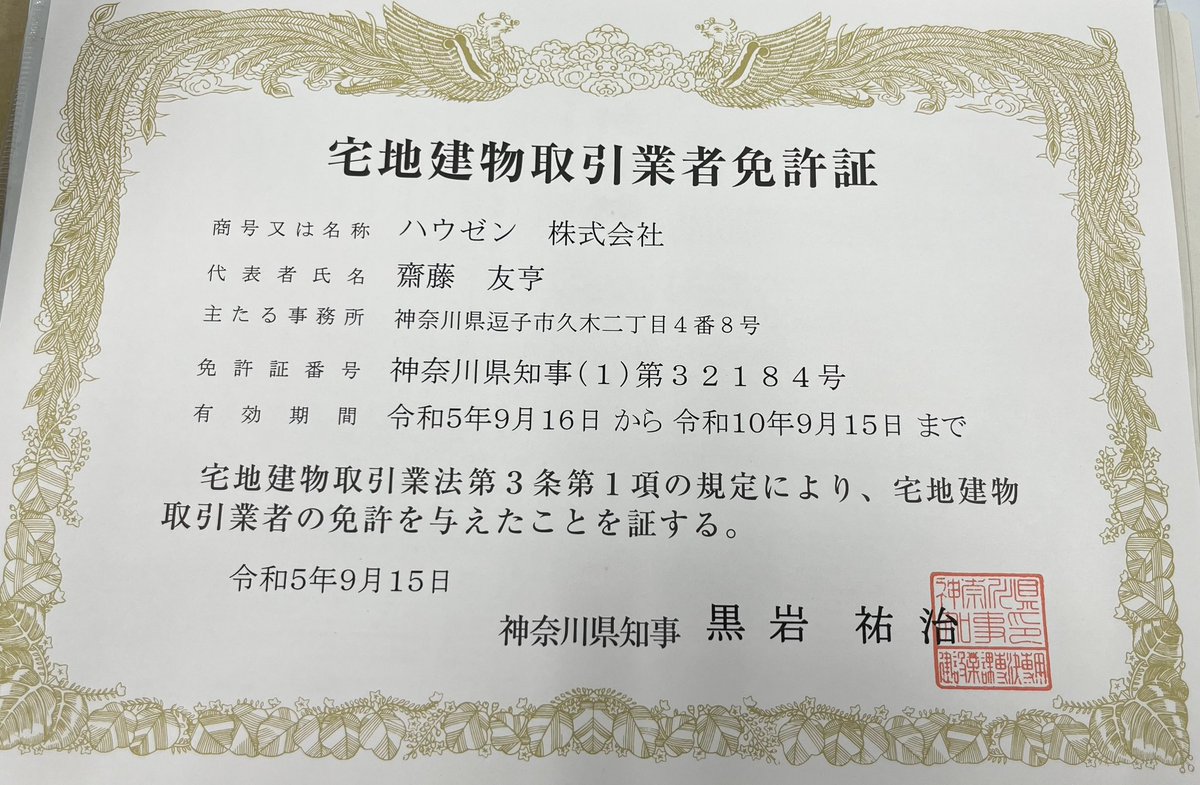 宅地建物取引業者免許証
商号又は名称 ハウゼン 株式会社
代表者氏名 齋藤 友亨
主たる事務所 神奈川県逗子市久木二丁目4番8号
免許証番号 神奈川県知事(1)第32184号
有効期間 令和5年9月16日 から 令和10年9月15日 まで
宅地建物取引業法第3条第1項の規定により、宅地建物
取引業者の免許を与えたことを証する。
令和5年9月15日
神奈川県知事 黒岩 祐治
神奈川県
知事印